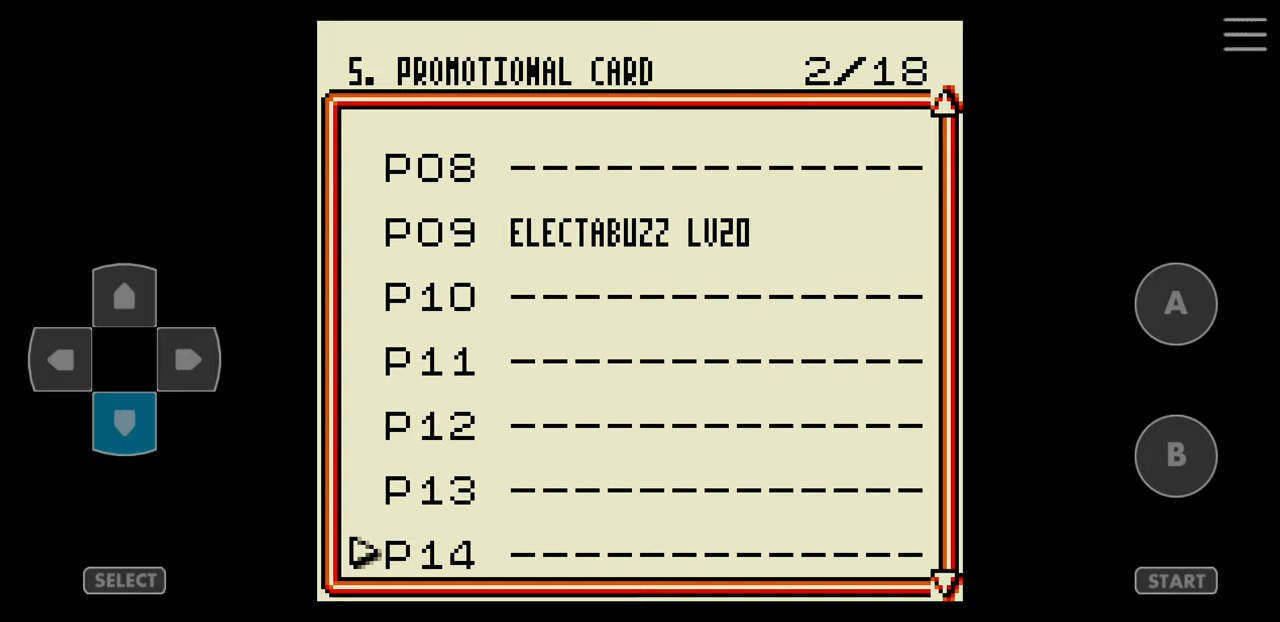 5. PROMOTIONAL CARD 2/18
P08 -------------
P09 ELECTABUZZ LV20
P10 -------------
P11 -------------
P12 -------------
P13 -------------
P14 -------------
A
B
SELECT
START